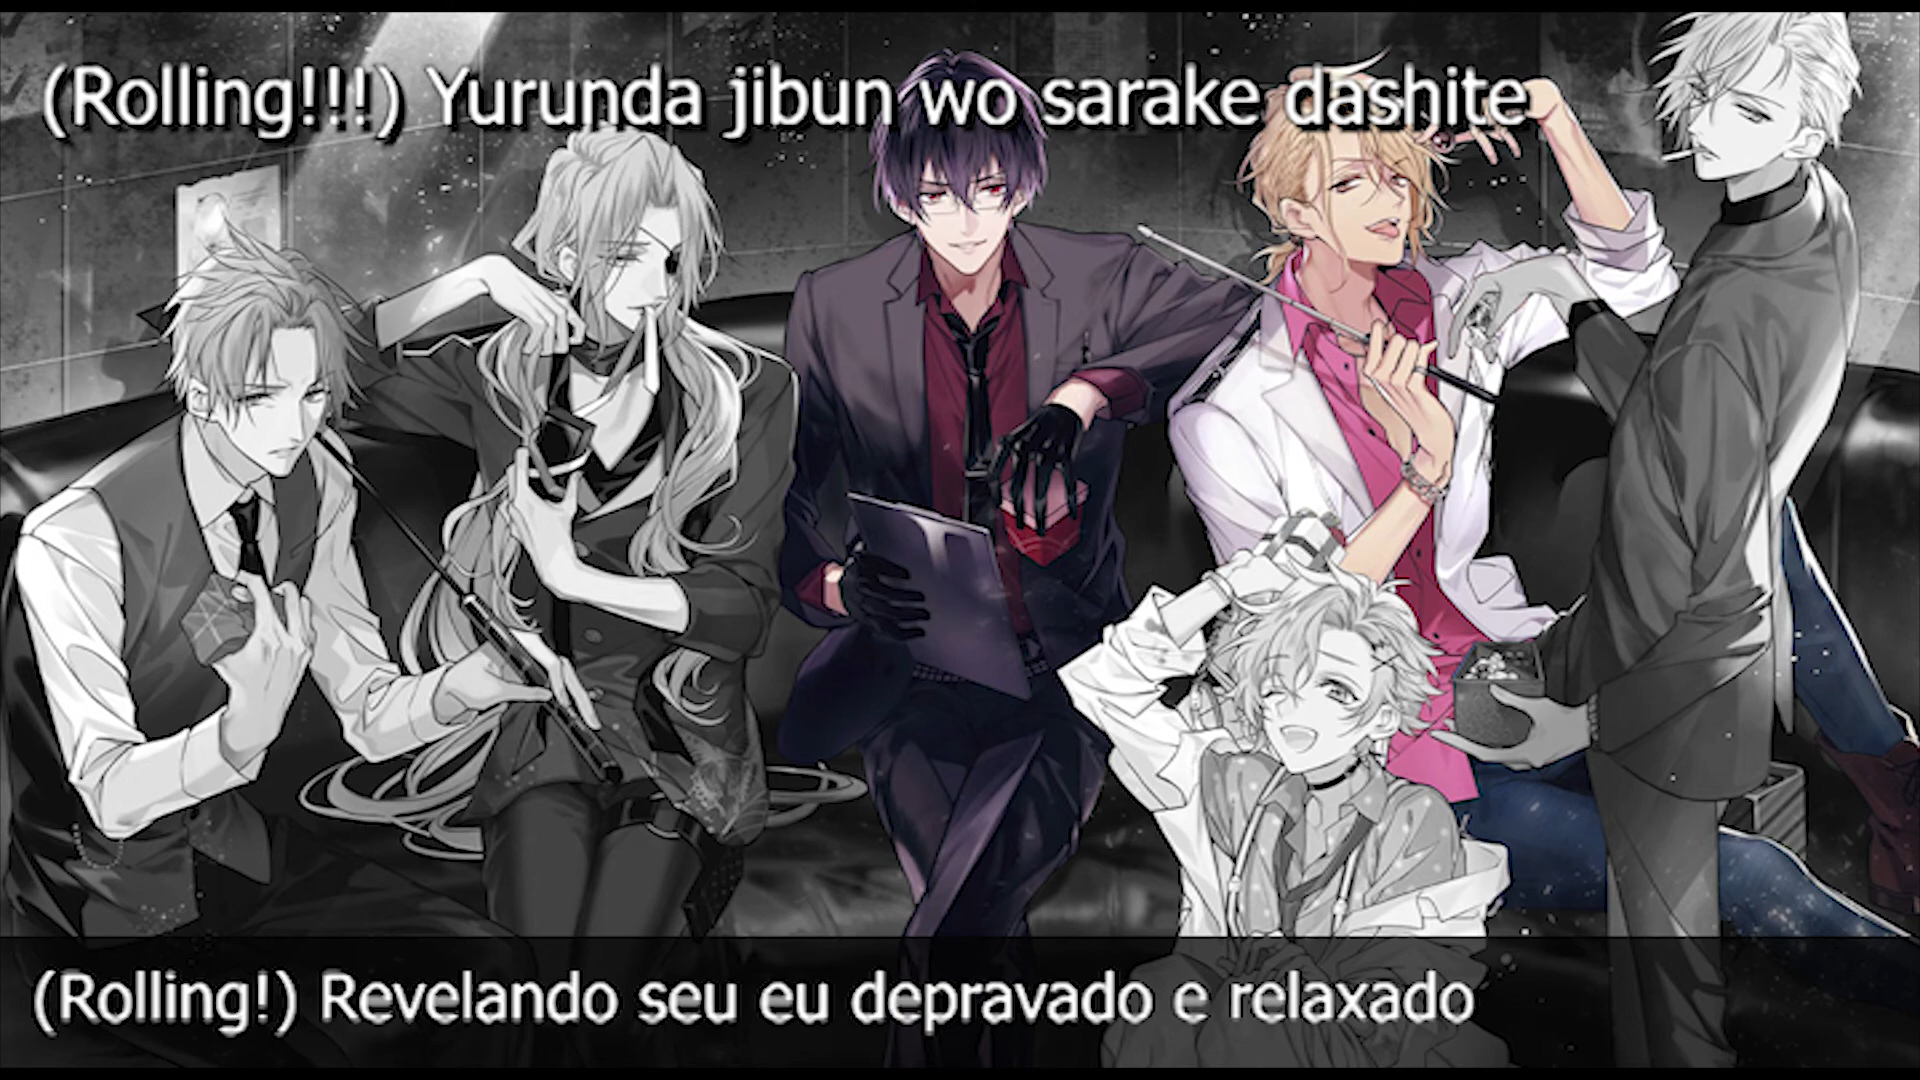 (Rolling!!!) Yurunda jibun wo sarake dashite
(Rolling!) Revelando seu eu depravado e relaxado